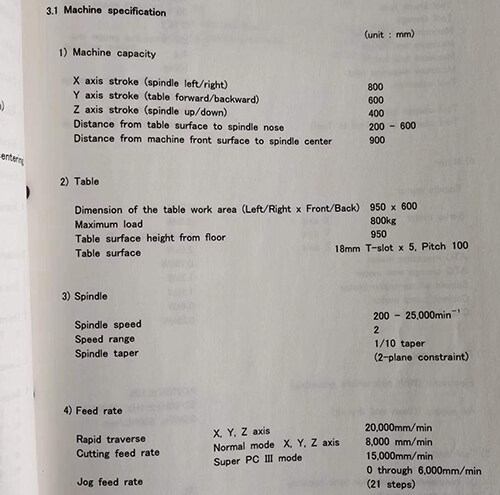 3.1 Machine specification
(unit : mm)
1) Machine capacity
X axis stroke (spindle left/right) 800
Y axis stroke (table forward/backward) 600
Z axis stroke (spindle up/down) 400
Distance from table surface to spindle nose 200 - 600
Distance from machine front surface to spindle center 900
entering
2) Table
Dimension of the table work area (Left/Right x Front/Back) 950 x 600
Maximum load 800kg
Table surface height from floor 950
Table surface 18mm T-slot x 5, Pitch 100
3) Spindle
Spindle speed 200 - 25,000min⁻¹
Speed range 2
Spindle taper 1/10 taper
(2-plane constraint)
4) Feed rate
Rapid traverse X, Y, Z axis 20,000mm/min
Cutting feed rate Normal mode X, Y, Z axis 8,000 mm/min
Super PC III mode 15,000mm/min
Jog feed rate 0 through 6,000mm/min
(21 steps)